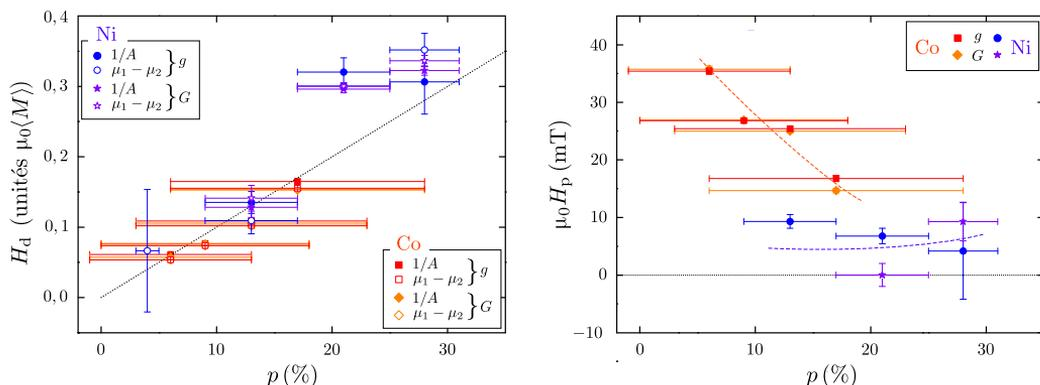 0,4
0,3
0,2
0,1
0,0
H_d (unités μ₀⟨M⟩)
Ni
1/A
μ₁ − μ₂
} g
1/A
μ₁ − μ₂
} G
Co
1/A
μ₁ − μ₂
} g
1/A
μ₁ − μ₂
} G
0 10 20 30
p (%)
40
30
20
10
0
−10
μ₀H_p (mT)
Co g Ni
G
0 10 20 30
p (%)